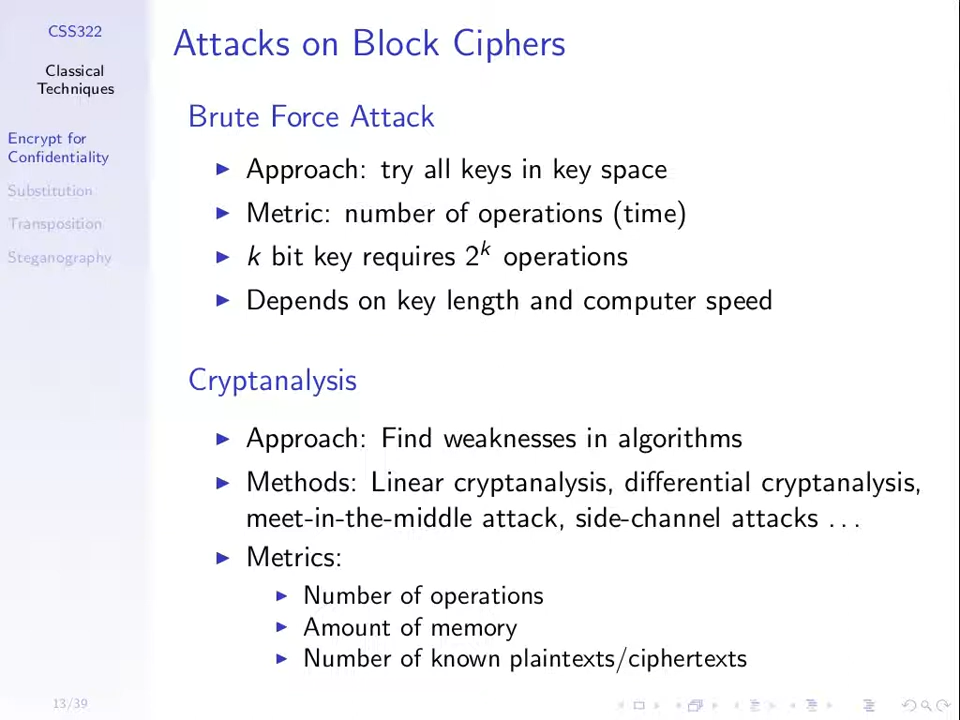 CSS322
Classical
Techniques
Encrypt for
Confidentiality
Substitution
Transposition
Steganography
Attacks on Block Ciphers
Brute Force Attack
Approach: try all keys in key space
Metric: number of operations (time)
k bit key requires 2^k operations
Depends on key length and computer speed
Cryptanalysis
Approach: Find weaknesses in algorithms
Methods: Linear cryptanalysis, differential cryptanalysis,
meet-in-the-middle attack, side-channel attacks . . .
Metrics:
Number of operations
Amount of memory
Number of known plaintexts/ciphertexts
13/39